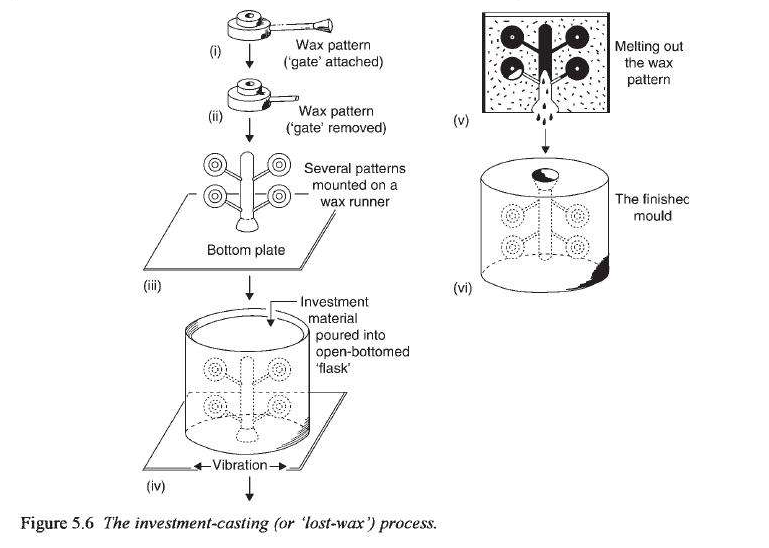 (i)
Wax pattern
('gate' attached)
(ii)
Wax pattern
('gate' removed)
Several patterns
mounted on a
wax runner
Bottom plate
(iii)
Investment
material
poured into
open-bottomed
'flask'
Vibration
(iv)
(v)
Melting out
the wax
pattern
The finished
mould
(vi)
Figure 5.6 The investment-casting (or 'lost-wax') process.